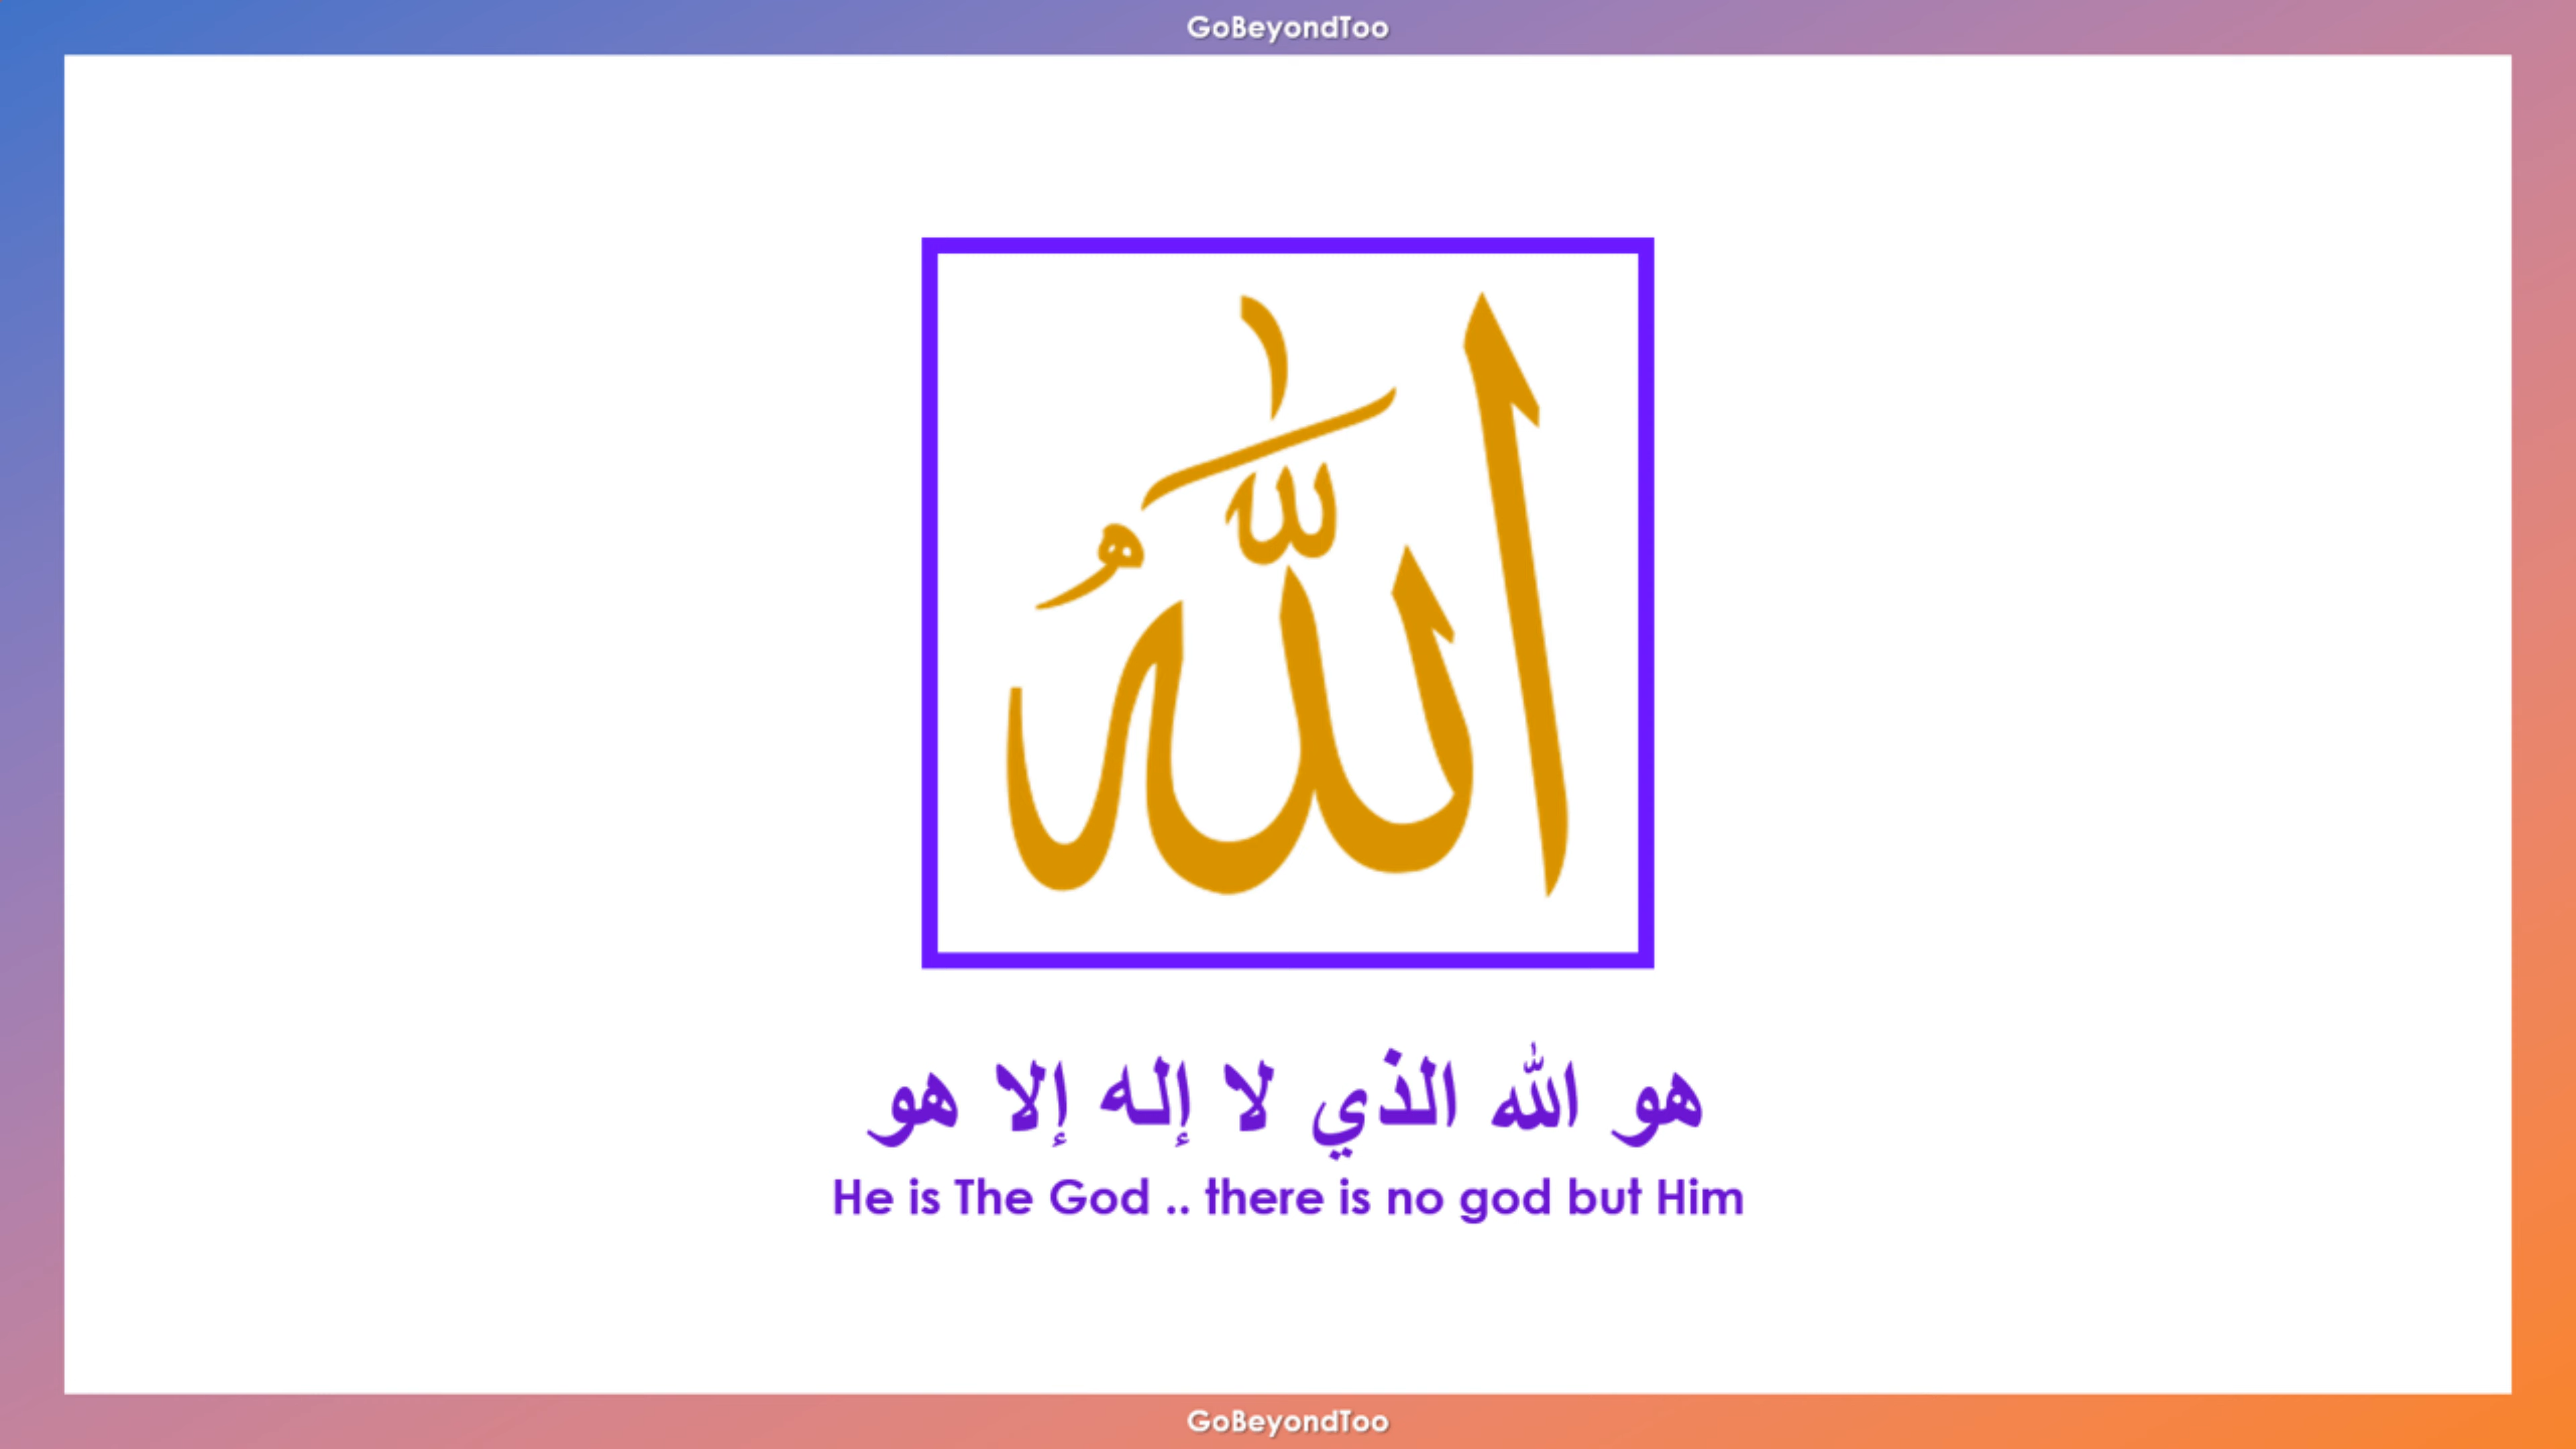 GoBeyondToo
اللهُ
هو الله الذي لا إله إلا هو
He is The God .. there is no god but Him
GoBeyondToo